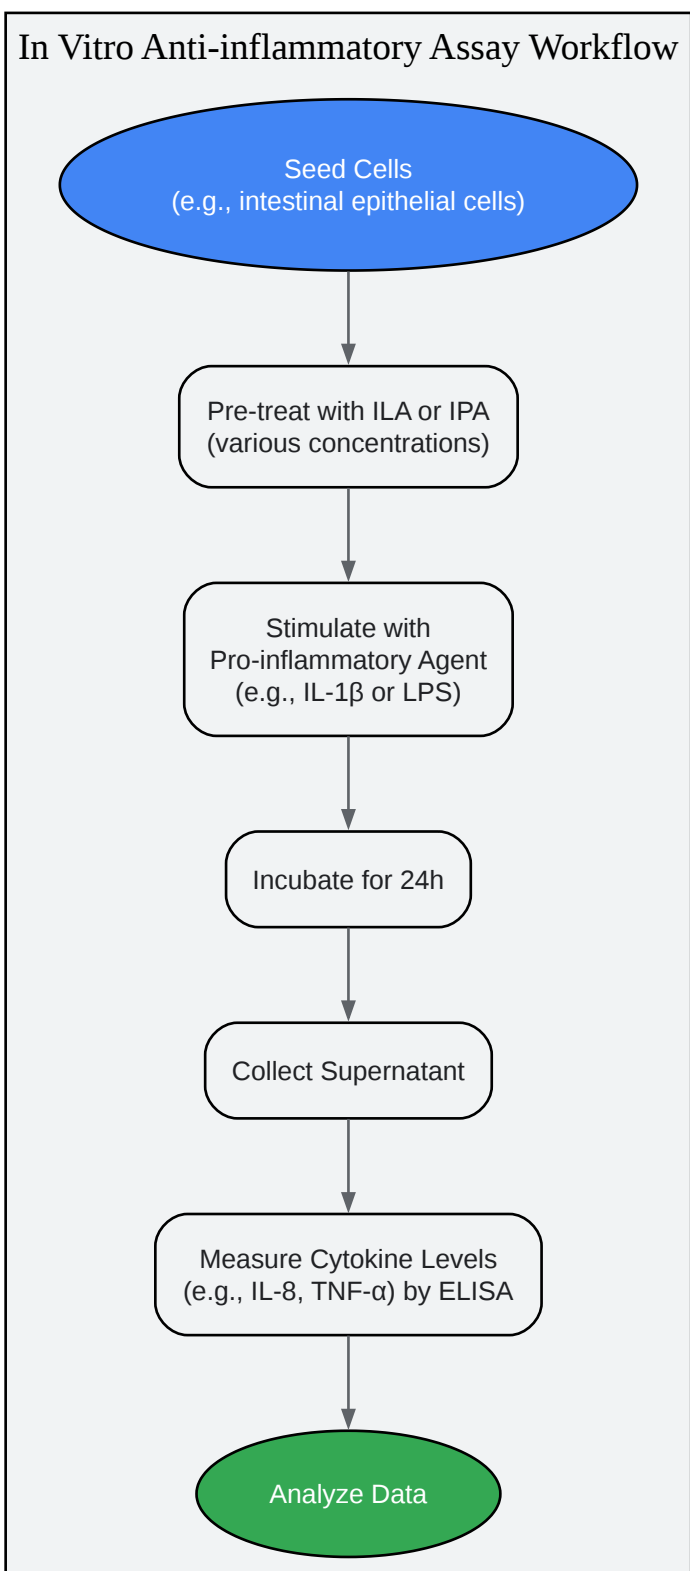 In Vitro Anti-inflammatory Assay Workflow
Seed Cells
(e.g., intestinal epithelial cells)
Pre-treat with ILA or IPA
(various concentrations)
Stimulate with
Pro-inflammatory Agent
(e.g., IL-1β or LPS)
Incubate for 24h
Collect Supernatant
Measure Cytokine Levels
(e.g., IL-8, TNF-α) by ELISA
Analyze Data